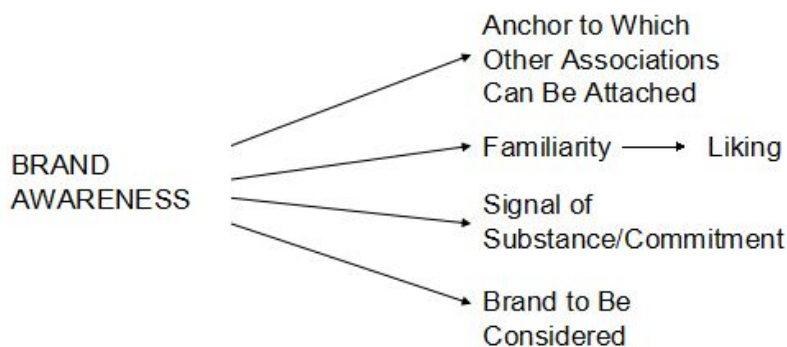 BRAND
AWARENESS
Anchor to Which
Other Associations
Can Be Attached
Familiarity
Liking
Signal of
Substance/Commitment
Brand to Be
Considered